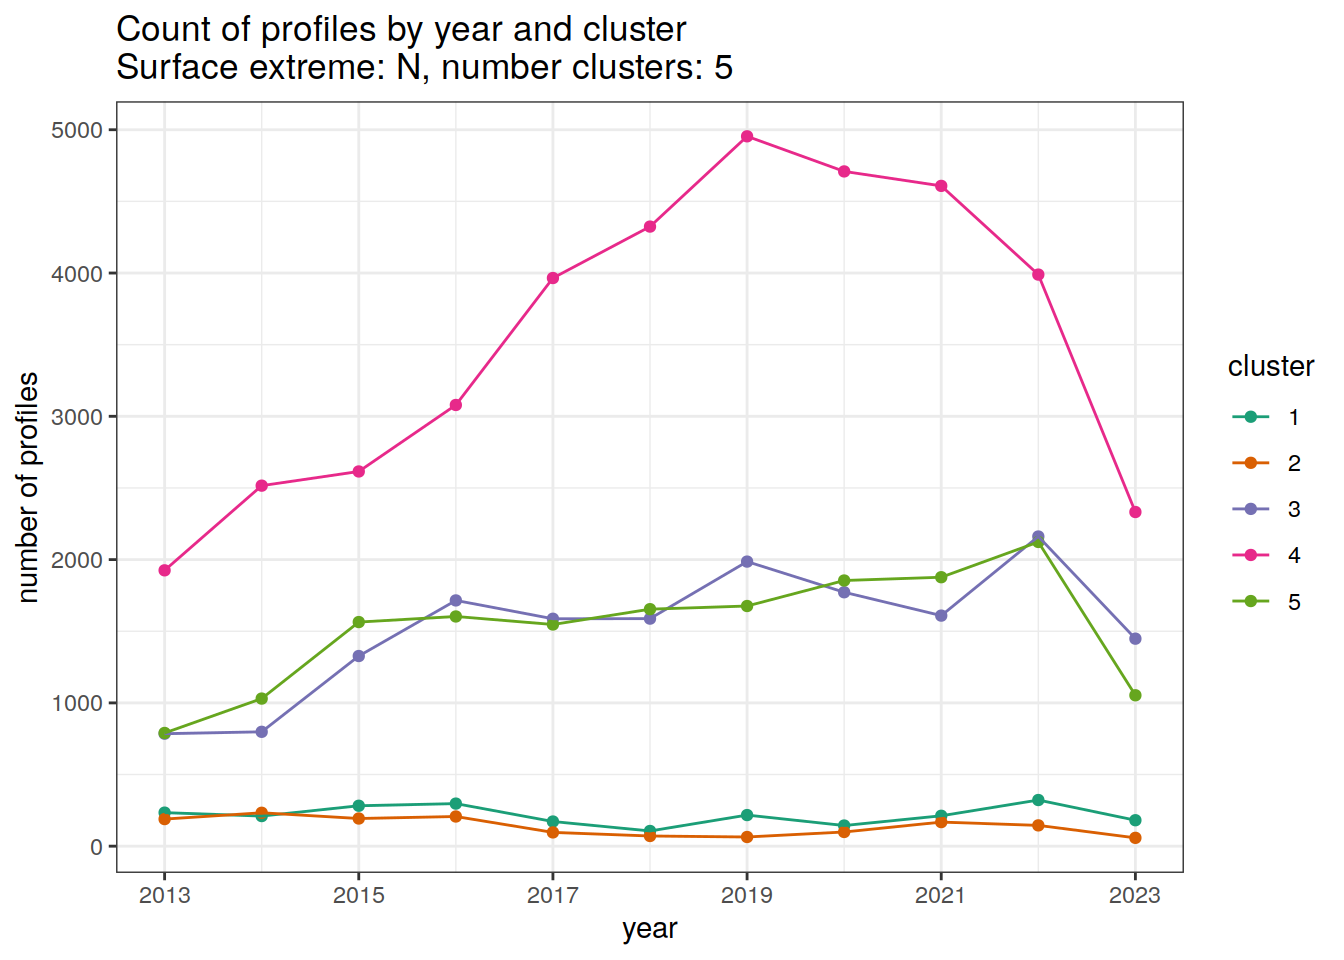 Count of profiles by year and cluster
Surface extreme: N, number clusters: 5
5000
4000
3000
2000
1000
0
number of profiles
2013 2015 2017 2019 2021 2023
year
cluster
1
2
3
4
5